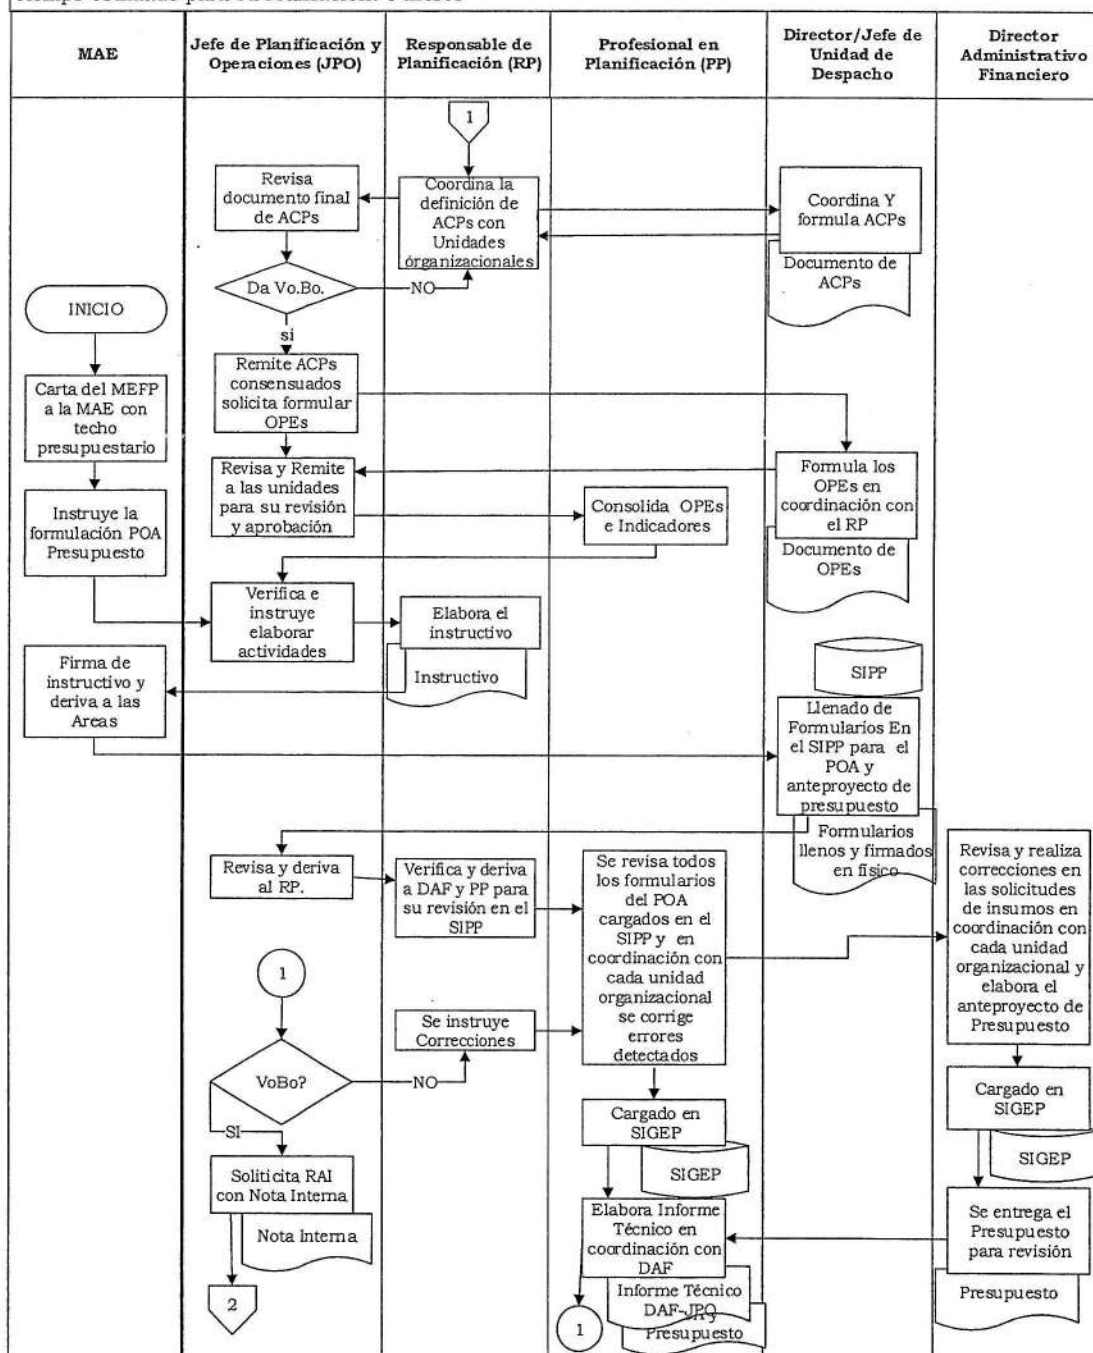 MAE
Jefe de Planificación y
Operaciones (JPO)
Responsable de
Planificación (RP)
Profesional en
Planificación (PP)
Director/Jefe de
Unidad de
Despacho
Director
Administrativo
Financiero
1
Revisa
documento final
de ACPs
Coordina la
definición de
ACPs con
Unidades
órganizacionales
Coordina Y
formula ACPs
Documento de
ACPs
Da Vo.Bo.
NO
si
INICIO
Carta del MEFP
a la MAE con
techo
presupuestario
Remite ACPs
consensuados
solicita formular
OPEs
Revisa y Remite
a las unidades
para su revisión
y aprobación
Consolida OPEs
e Indicadores
Formula los
OPEs en
coordinación con
el RP
Documento de
OPEs
Instruye la
formulación POA
Presupuesto
Verifica e
instruye
elaborar
actividades
Elabora el
instructivo
Instructivo
Firma de
instructivo y
deriva a las
Areas
SIPP
Llenado de
Formularios En
el SIPP para el
POA y
anteproyecto de
presupuesto
Formularios
llenos y firmados
en físico
Revisa y deriva
al RP.
Verifica y deriva
a DAF y PP para
su revisión en el
SIPP
Se revisa todos
los formularios
del POA
cargados en el
SIPP y en
coordinación con
cada unidad
organizacional
se corrige
errores
detectados
Revisa y realiza
correcciones en
las solicitudes
de insumos en
coordinación con
cada unidad
organizacional y
elabora el
anteproyecto de
Presupuesto
1
Se instruye
Correcciones
VoBo?
NO
SI
Cargado en
SIGEP
SIGEP
Cargado en
SIGEP
SIGEP
Soliticita RAI
con Nota Interna
Nota Interna
2
Elabora Informe
Técnico en
coordinación con
DAF
Informe Técnico
DAF-JPO y
Presupuesto
1
Se entrega el
Presupuesto
para revisión
Presupuesto